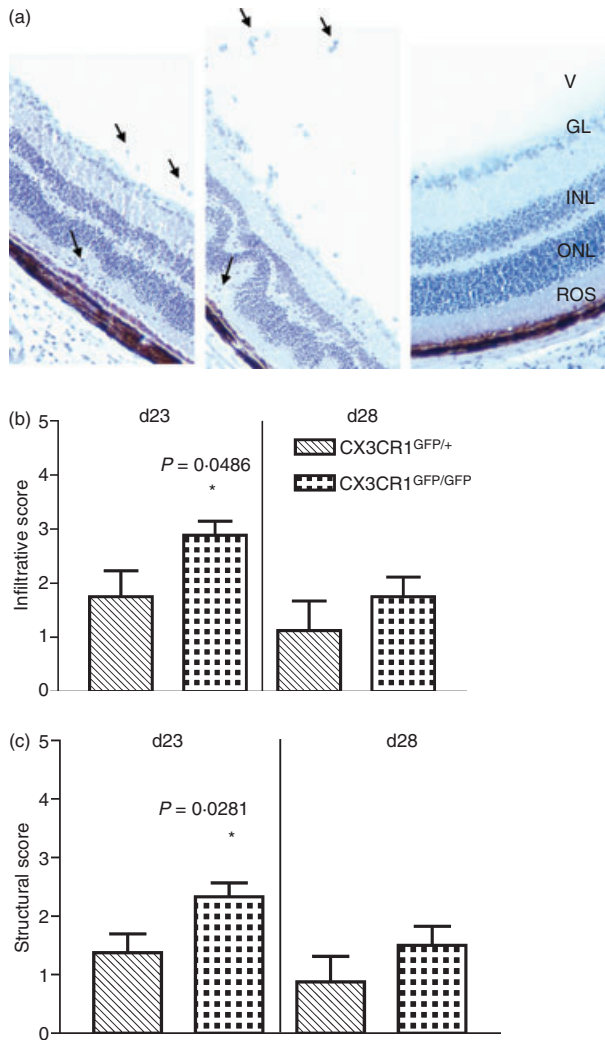 (a)
V
GL
INL
ONL
ROS
(b)
d23
d28
5
4
3
2
1
0
Infiltrative score
P = 0·0486
*
CX3CR1GFP/+
CX3CR1GFP/GFP
(c)
d23
d28
5
4
3
2
1
0
Structural score
P = 0·0281
*